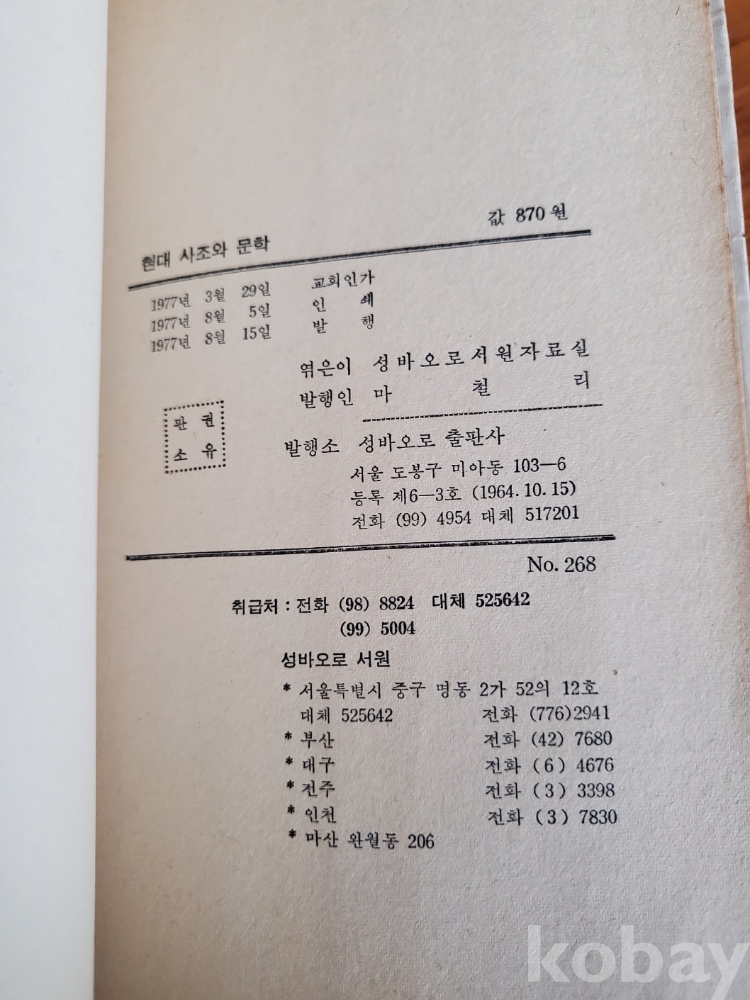 현대 사조와 문학
값 870원
1977년 3월 29일 교회인가
1977년 8월 5일 인 쇄
1977년 8월 15일 발 행
엮은이 성바오로서원자료실
발행인 마 철 리
판 권
소 유
발행소 성바오로 출판사
서울 도봉구 미아동 103—6
등록 제6—3호 (1964.10.15)
전화 (99) 4954 대체 517201
No. 268
취급처 : 전화 (98) 8824 대체 525642
(99) 5004
성바오로 서원
* 서울특별시 중구 명동 2가 52의 12호
대체 525642 전화 (776)2941
* 부산 전화 (42) 7680
* 대구 전화 (6) 4676
* 전주 전화 (3) 3398
* 인천 전화 (3) 7830
* 마산 완월동 206
kobay